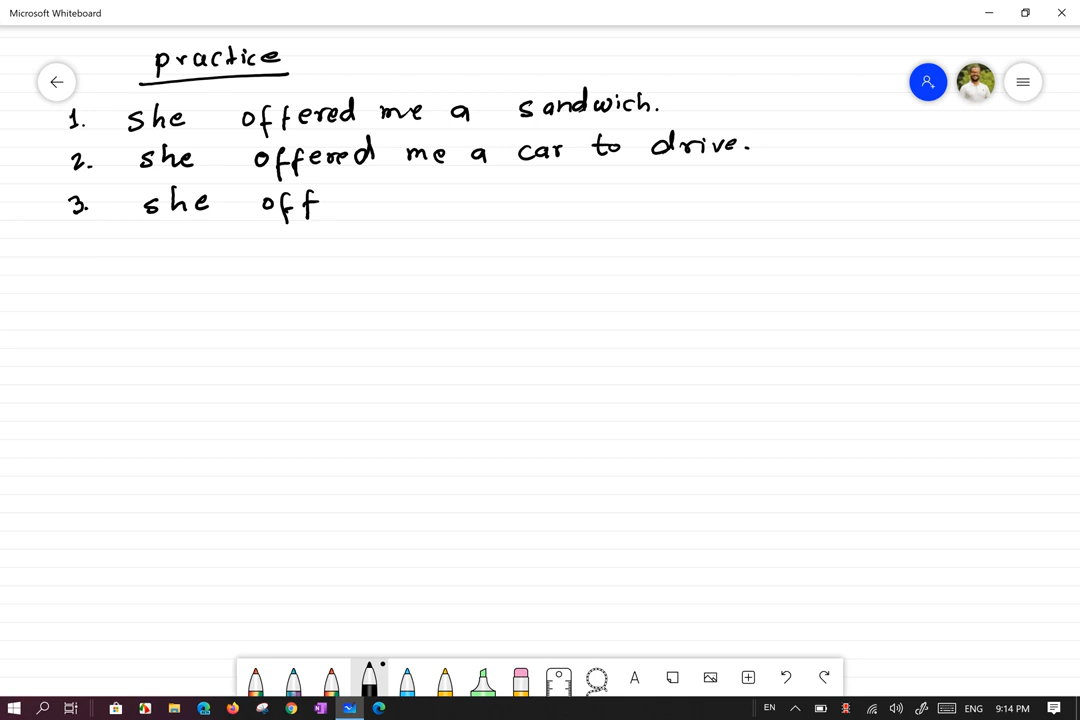 Microsoft Whiteboard
practice
1. she offered me a sandwich.
2. she offered me a car to drive.
3. she off
A
EN
ENG
9:14 PM